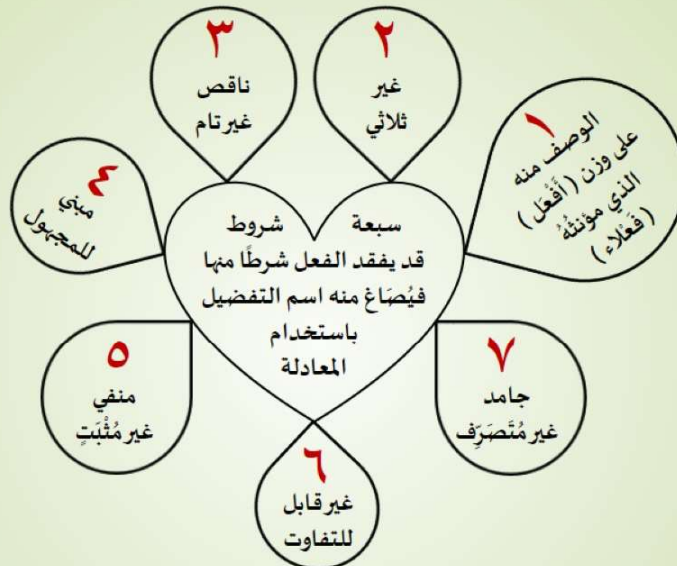 سبعة شروط
قد يفقد الفعل شرطًا منها
فيُصَاغ منه اسم التفضيل
باستخدام
المعادلة
١
الوصف منه
على وزن (أَفْعَل)
الذي مؤنثُهُ
(فَعْلاء)
٢
غير
ثلاثي
٣
ناقص
غير تام
٤
مبني
للمجهول
٥
منفي
غير مُثْبَتٍ
٦
غير قابل
للتفاوت
٧
جامد
غير مُتَصَرِّف